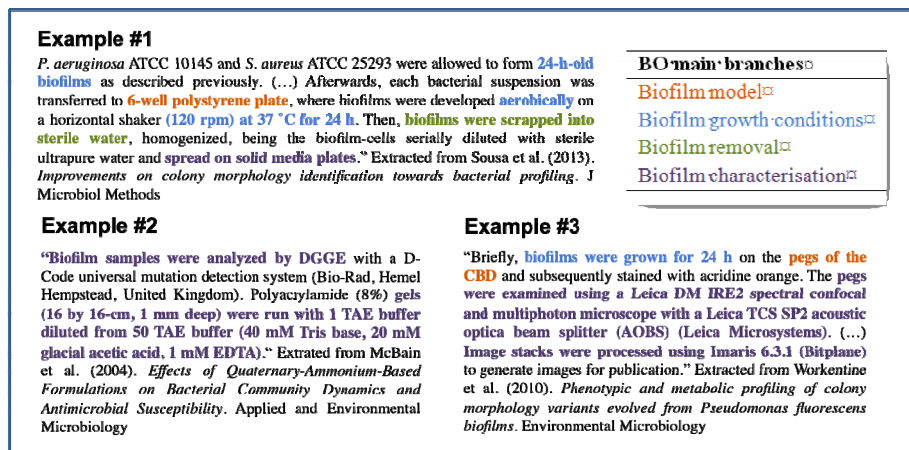 Example #1
P. aeruginosa ATCC 10145 and S. aureus ATCC 25293 were allowed to form 24-h-old
biofilms as described previously. (...) Afterwards, each bacterial suspension was
transferred to 6-well polystyrene plate, where biofilms were developed aerobically on
a horizontal shaker (120 rpm) at 37 °C for 24 h. Then, biofilms were scrapped into
sterile water, homogenized, being the biofilm-cells serially diluted with sterile
ultrapure water and spread on solid media plates.” Extracted from Sousa et al. (2013).
Improvements on colony morphology identification towards bacterial profiling. J
Microbiol Methods
BO·main·branches¤
Biofilm·model¤
Biofilm·growth·conditions¤
Biofilm·removal¤
Biofilm·characterisation¤
Example #2
“Biofilm samples were analyzed by DGGE with a D-
Code universal mutation detection system (Bio-Rad, Hemel
Hempstead, United Kingdom). Polyacrylamide (8%) gels
(16 by 16-cm, 1 mm deep) were run with 1 TAE buffer
diluted from 50 TAE buffer (40 mM Tris base, 20 mM
glacial acetic acid, 1 mM EDTA).“ Extrated from McBain
et al. (2004). Effects of Quaternary-Ammonium-Based
Formulations on Bacterial Community Dynamics and
Antimicrobial Susceptibility. Applied and Environmental
Microbiology
Example #3
“Briefly, biofilms were grown for 24 h on the pegs of the
CBD and subsequently stained with acridine orange. The pegs
were examined using a Leica DM IRE2 spectral confocal
and multiphoton microscope with a Leica TCS SP2 acoustic
optica beam splitter (AOBS) (Leica Microsystems). (...)
Image stacks were processed using Imaris 6.3.1 (Bitplane)
to generate images for publication.” Extracted from Workentine
et al. (2010). Phenotypic and metabolic profiling of colony
morphology variants evolved from Pseudomonas fluorescens
biofilms. Environmental Microbiology